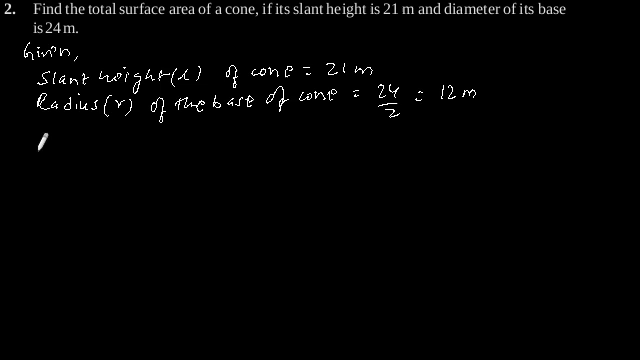 2. Find the total surface area of a cone, if its slant height is 21 m and diameter of its base
is 24 m.
Given,
Slant height(l) of cone = 21 m
Radius(r) of the base of cone = 24/2 = 12 m